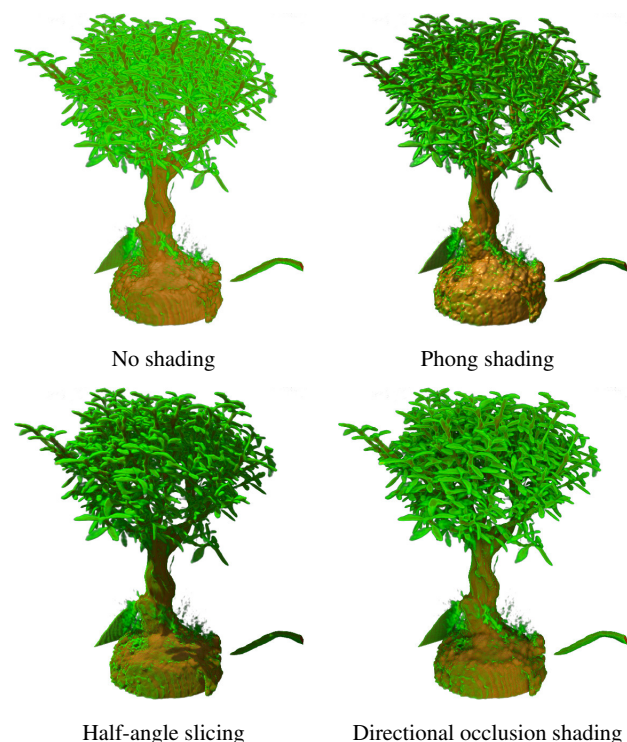 No shading
Phong shading
Half-angle slicing
Directional occlusion shading